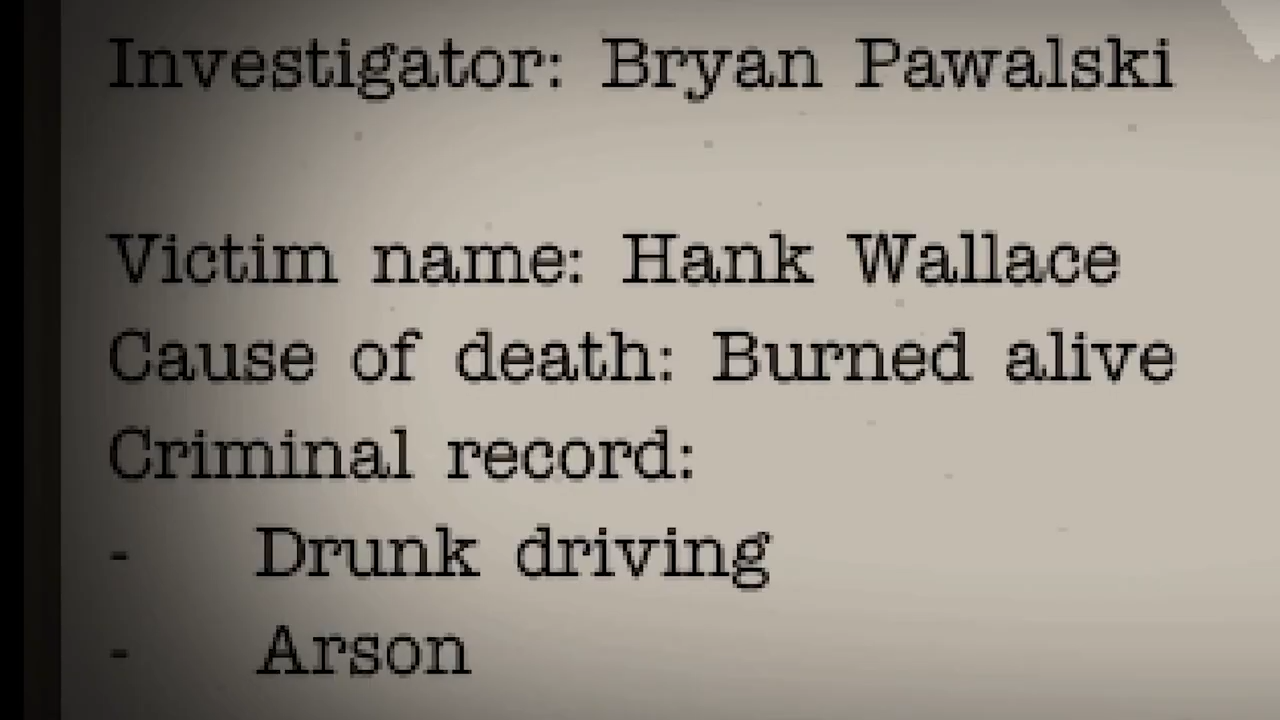 Investigator: Bryan Pawalski
Victim name: Hank Wallace
Cause of death: Burned alive
Criminal record:
- Drunk driving
- Arson